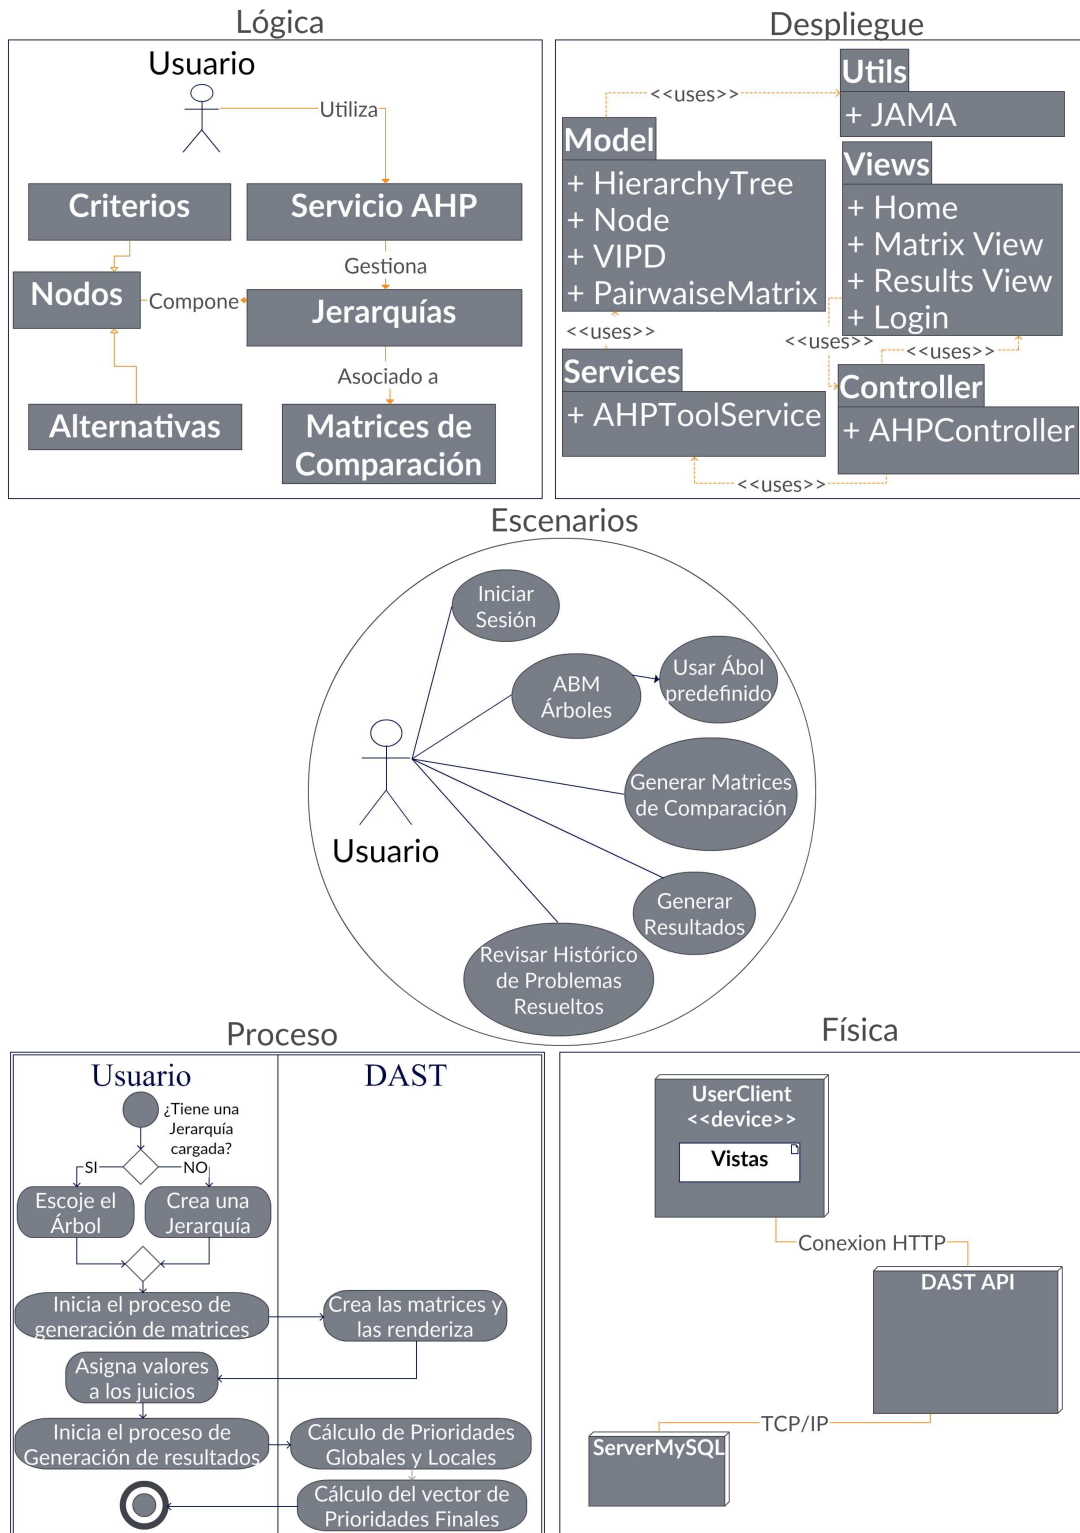 Lógica
Usuario
Utiliza
Criterios
Servicio AHP
Gestiona
Nodos
Compone
Jerarquías
Asociado a
Alternativas
Matrices de
Comparación
Despliegue
Utils
<<uses>>
+ JAMA
Model
+ HierarchyTree
+ Node
+ VIPD
+ PairwaiseMatrix
Views
+ Home
+ Matrix View
+ Results View
+ Login
<<uses>>
<<uses>>
<<uses>>
Services
+ AHPToolService
Controller
+ AHPController
<<uses>>
Escenarios
Iniciar
Sesión
ABM
Árboles
Usar Ábol
predefinido
Generar Matrices
de Comparación
Usuario
Generar
Resultados
Revisar Histórico
de Problemas
Resueltos
Proceso
Usuario
DAST
¿Tiene una
Jerarquía
cargada?
SI
NO
Escoje el
Árbol
Crea una
Jerarquía
Inicia el proceso de
generación de matrices
Crea las matrices y
las renderiza
Asigna valores
a los juicios
Inicia el proceso de
Generación de resultados
Cálculo de Prioridades
Globales y Locales
Cálculo del vector de
Prioridades Finales
Física
UserClient
<<device>>
Vistas
Conexion HTTP
DAST API
TCP/IP
ServerMySQL